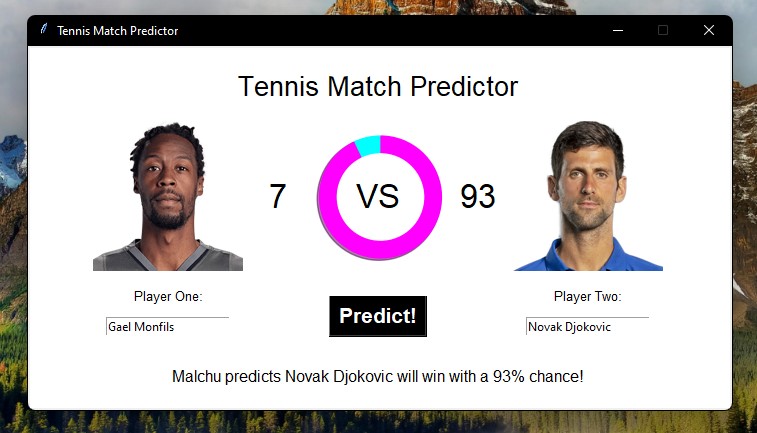 Tennis Match Predictor
Tennis Match Predictor
7
VS
93
Player One:
Player Two:
Predict!
Gael Monfils
Novak Djokovic
Malchu predicts Novak Djokovic will win with a 93% chance!